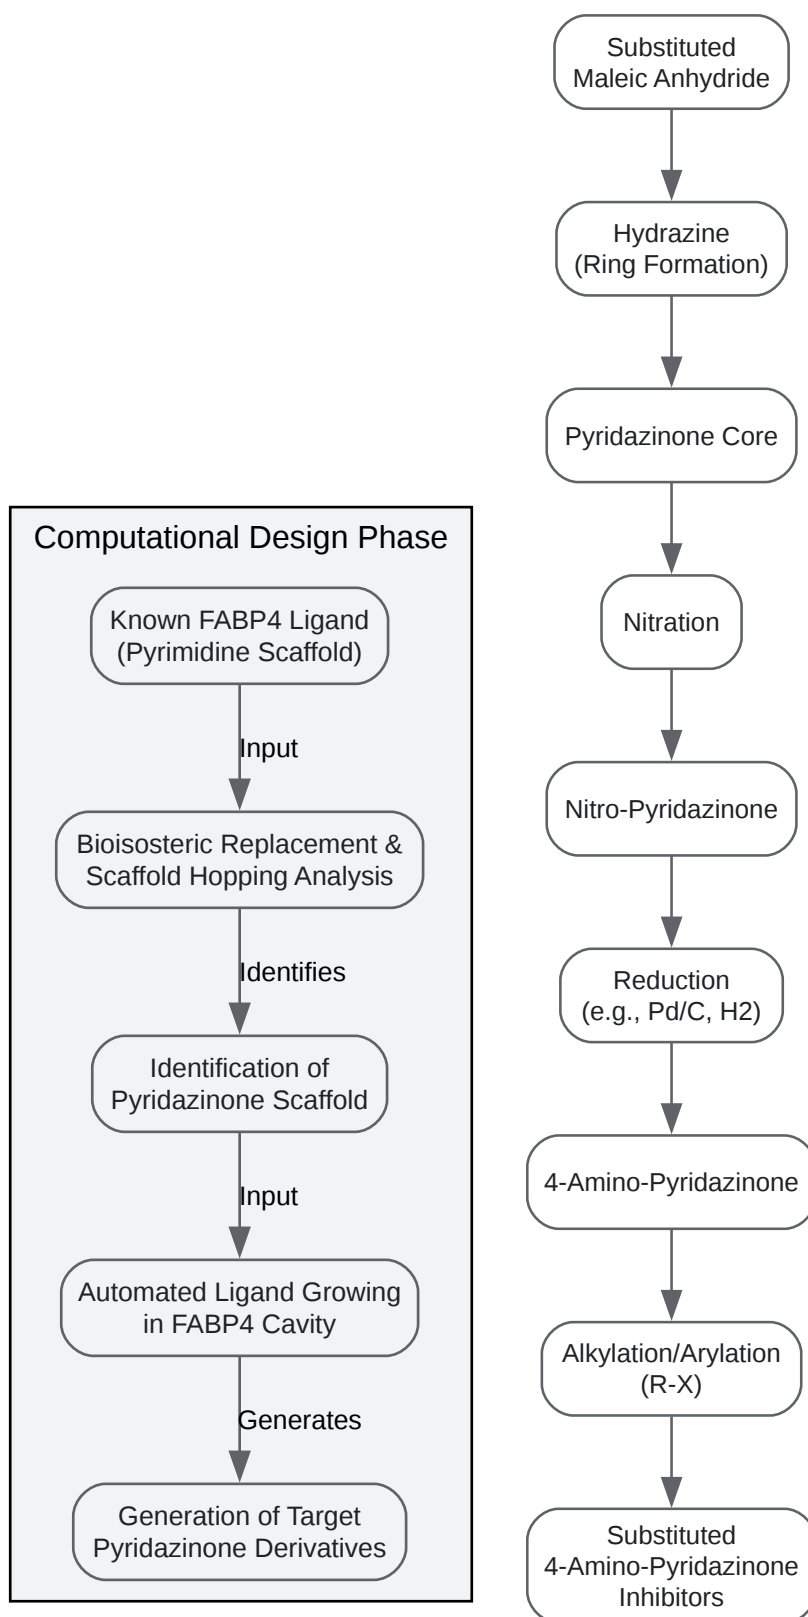 Computational Design Phase
Known FABP4 Ligand
(Pyrimidine Scaffold)
Input
Bioisosteric Replacement &
Scaffold Hopping Analysis
Identifies
Identification of
Pyridazinone Scaffold
Input
Automated Ligand Growing
in FABP4 Cavity
Generates
Generation of Target
Pyridazinone Derivatives
Substituted
Maleic Anhydride
Hydrazine
(Ring Formation)
Pyridazinone Core
Nitration
Nitro-Pyridazinone
Reduction
(e.g., Pd/C, H2)
4-Amino-Pyridazinone
Alkylation/Arylation
(R-X)
Substituted
4-Amino-Pyridazinone
Inhibitors